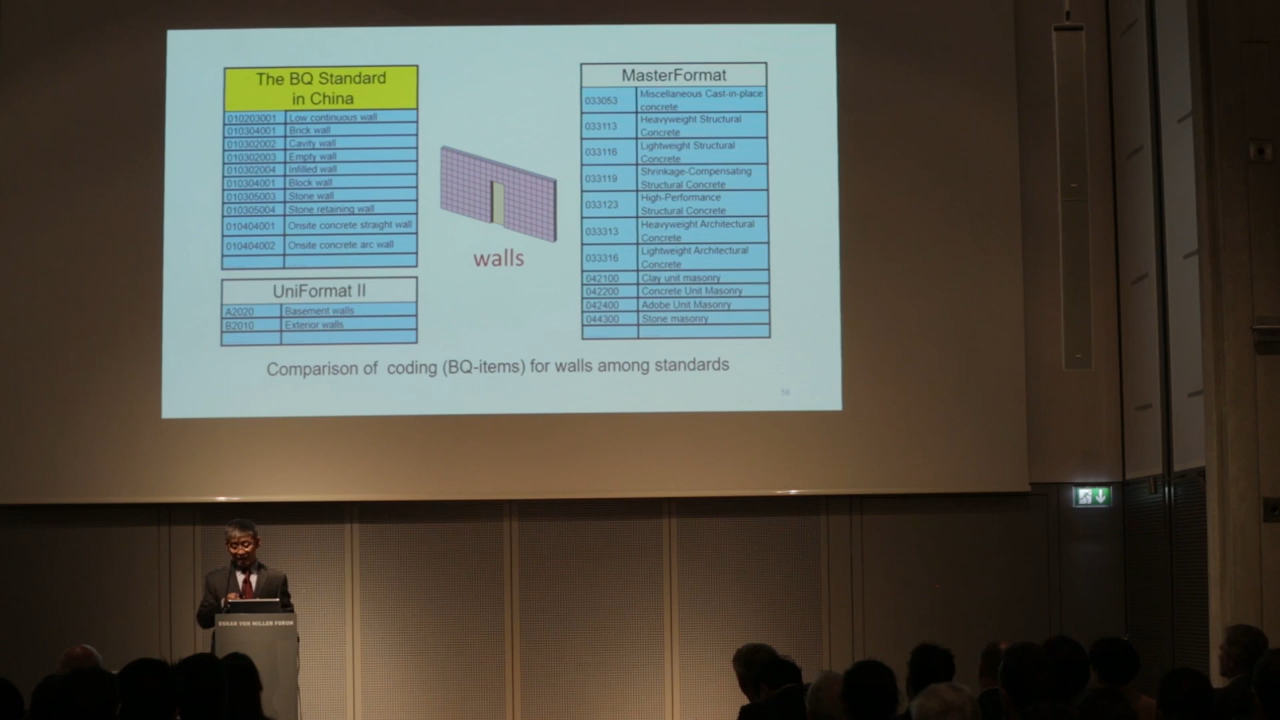 The BQ Standard
in China
010203001 Low continuous wall
010304001 Brick wall
010302002 Cavity wall
010302003 Empty wall
010302004 Infilled wall
010304001 Block wall
010305003 Stone wall
010305004 Stone retaining wall
010404001 Onsite concrete straight wall
010404002 Onsite concrete arc wall
UniFormat II
A2020 Basement walls
B2010 Exterior walls
walls
MasterFormat
033053 Miscellaneous Cast-in-place
concrete
033113 Heavyweight Structural
Concrete
033116 Lightweight Structural
Concrete
033119 Shrinkage-Compensating
Structural Concrete
033123 High-Performance
Structural Concrete
033313 Heavyweight Architectural
Concrete
033316 Lightweight Architectural
Concrete
042100 Clay unit masonry
042200 Concrete Unit Masonry
042400 Adobe Unit Masonry
044300 Stone masonry
Comparison of coding (BQ-items) for walls among standards
OSKAR VON MILLER FORUM